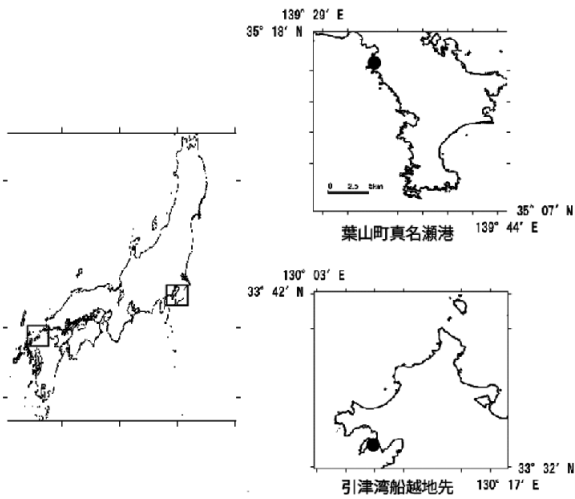 139° 29′ E
35° 18′ N
0 2.5 5km
35° 07′ N
139° 44′ E
葉山町真名瀬港
130° 03′ E
33° 42′ N
33° 32′ N
130° 17′ E
引津湾船越地先